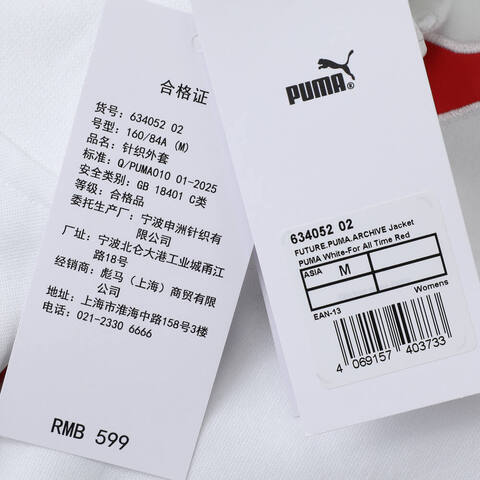 合格证
货号: 634052 02
号型: 160/84A (M)
品名: 针织外套
标准: Q/PUMA010 01-2025
安全类别: GB 18401 C类
等级: 合格品
委托生产厂: 宁波申洲针织有
限公司
厂址: 宁波北仑大港工业城甬江
路18号
经销商: 彪马（上海）商贸有限
公司
地址: 上海市淮海中路158号3楼
电话: 021-2330 6666
RMB 599
PUMA®
634052 02
FUTURE.PUMA.ARCHIVE Jacket
PUMA White-For All Time Red
ASIA M
Womens
EAN-13
4 069157 403733